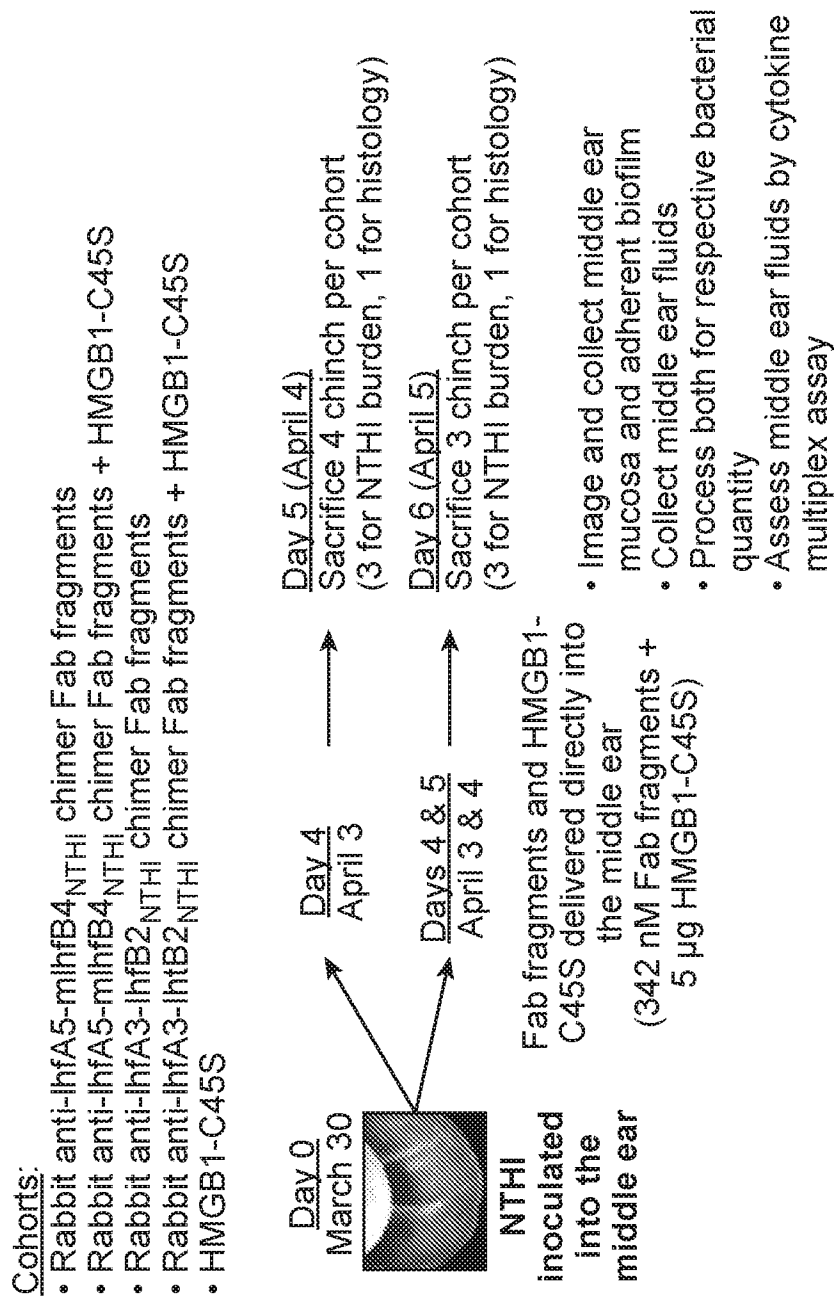 Cohorts:
• Rabbit anti-IhfA5-mIhfB4NTHI chimer Fab fragments
• Rabbit anti-IhfA5-mIhfB4NTHI chimer Fab fragments + HMGB1-C45S
• Rabbit anti-IhfA3-IhfB2NTHI chimer Fab fragments
• Rabbit anti-IhfA3-IhtB2NTHI chimer Fab fragments + HMGB1-C45S
• HMGB1-C45S
Day 0
March 30
NTHI
inoculated
into the
middle ear
Day 4
April 3
Days 4 & 5
April 3 & 4
Fab fragments and HMGB1-
C45S delivered directly into
the middle ear
(342 nM Fab fragments +
5 µg HMGB1-C45S)
Day 5 (April 4)
Sacrifice 4 chinch per cohort
(3 for NTHI burden, 1 for histology)
Day 6 (April 5)
Sacrifice 3 chinch per cohort
(3 for NTHI burden, 1 for histology)
• Image and collect middle ear
mucosa and adherent biofilm
• Collect middle ear fluids
• Process both for respective bacterial
quantity
• Assess middle ear fluids by cytokine
multiplex assay